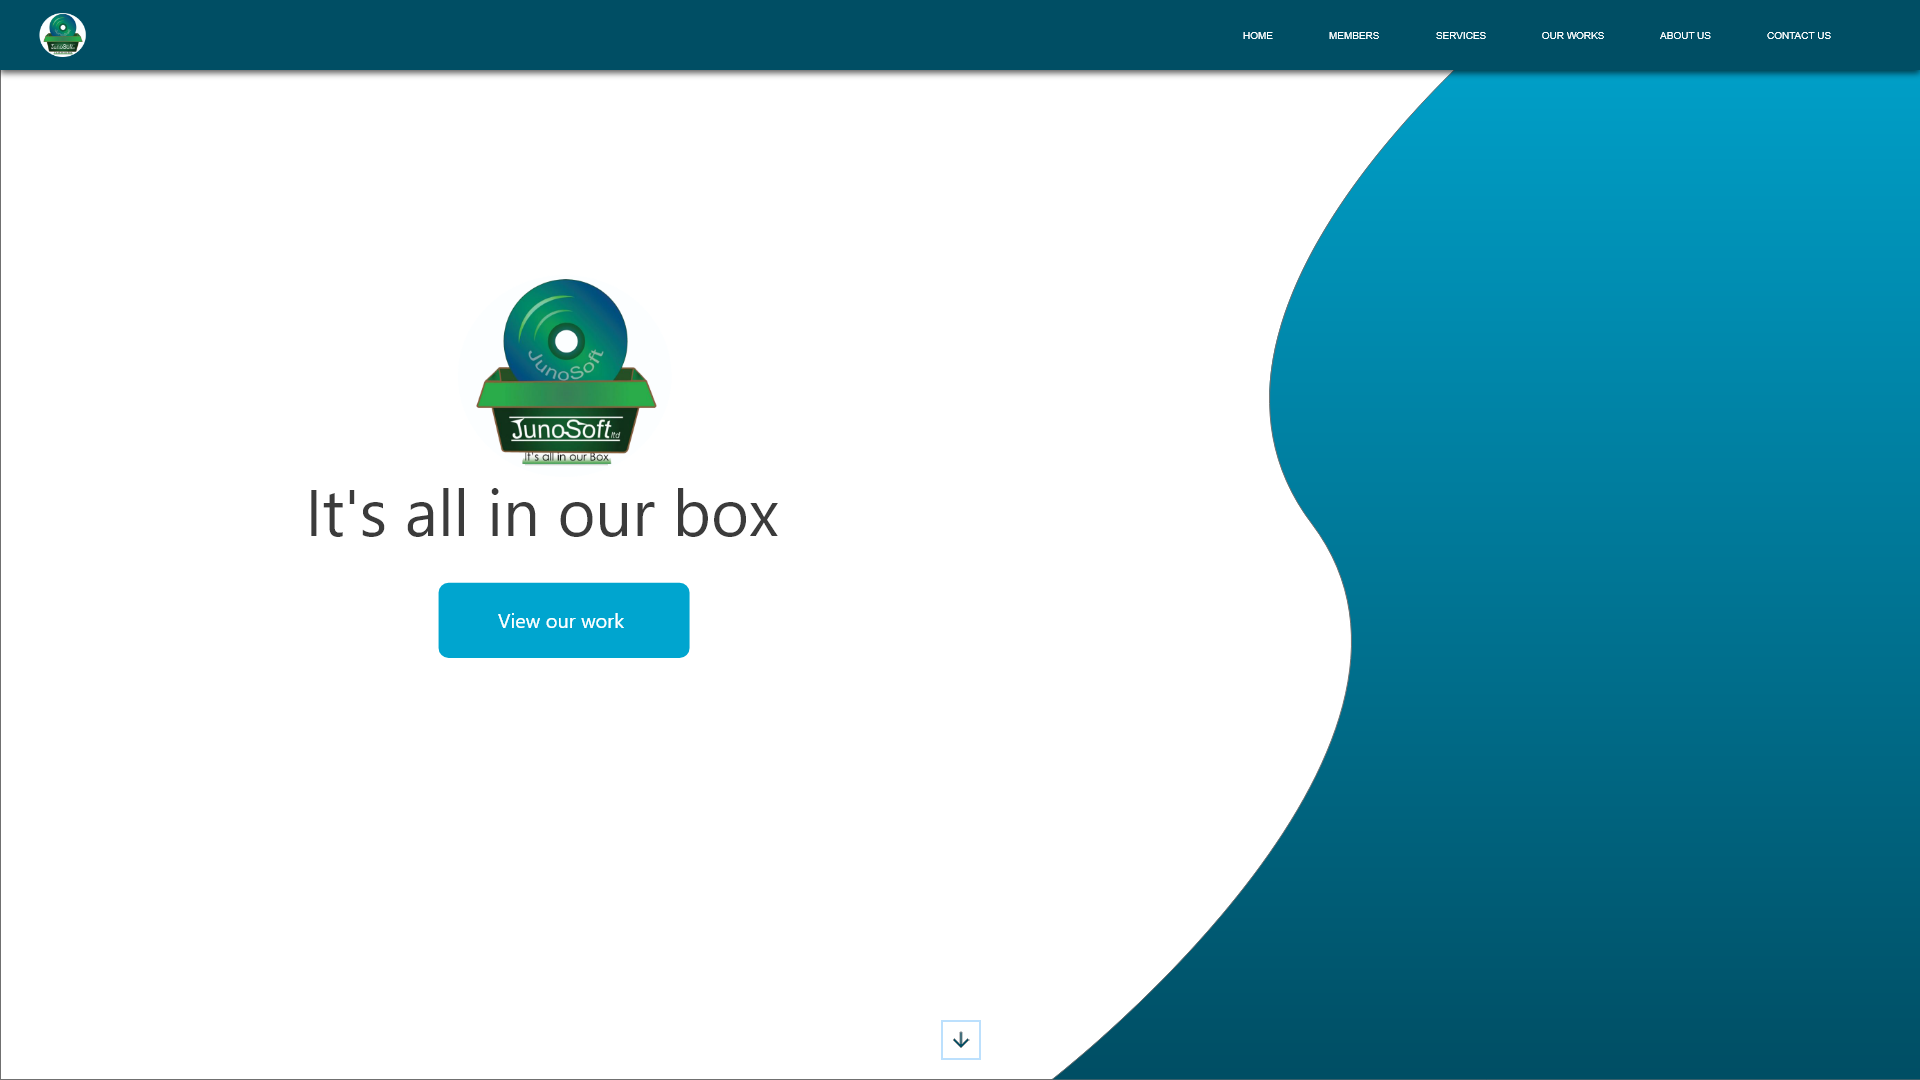 HOME MEMBERS SERVICES OUR WORKS ABOUT US CONTACT US
JunoSoft
JunoSoft ltd
It's all in our Box
It's all in our box
View our work